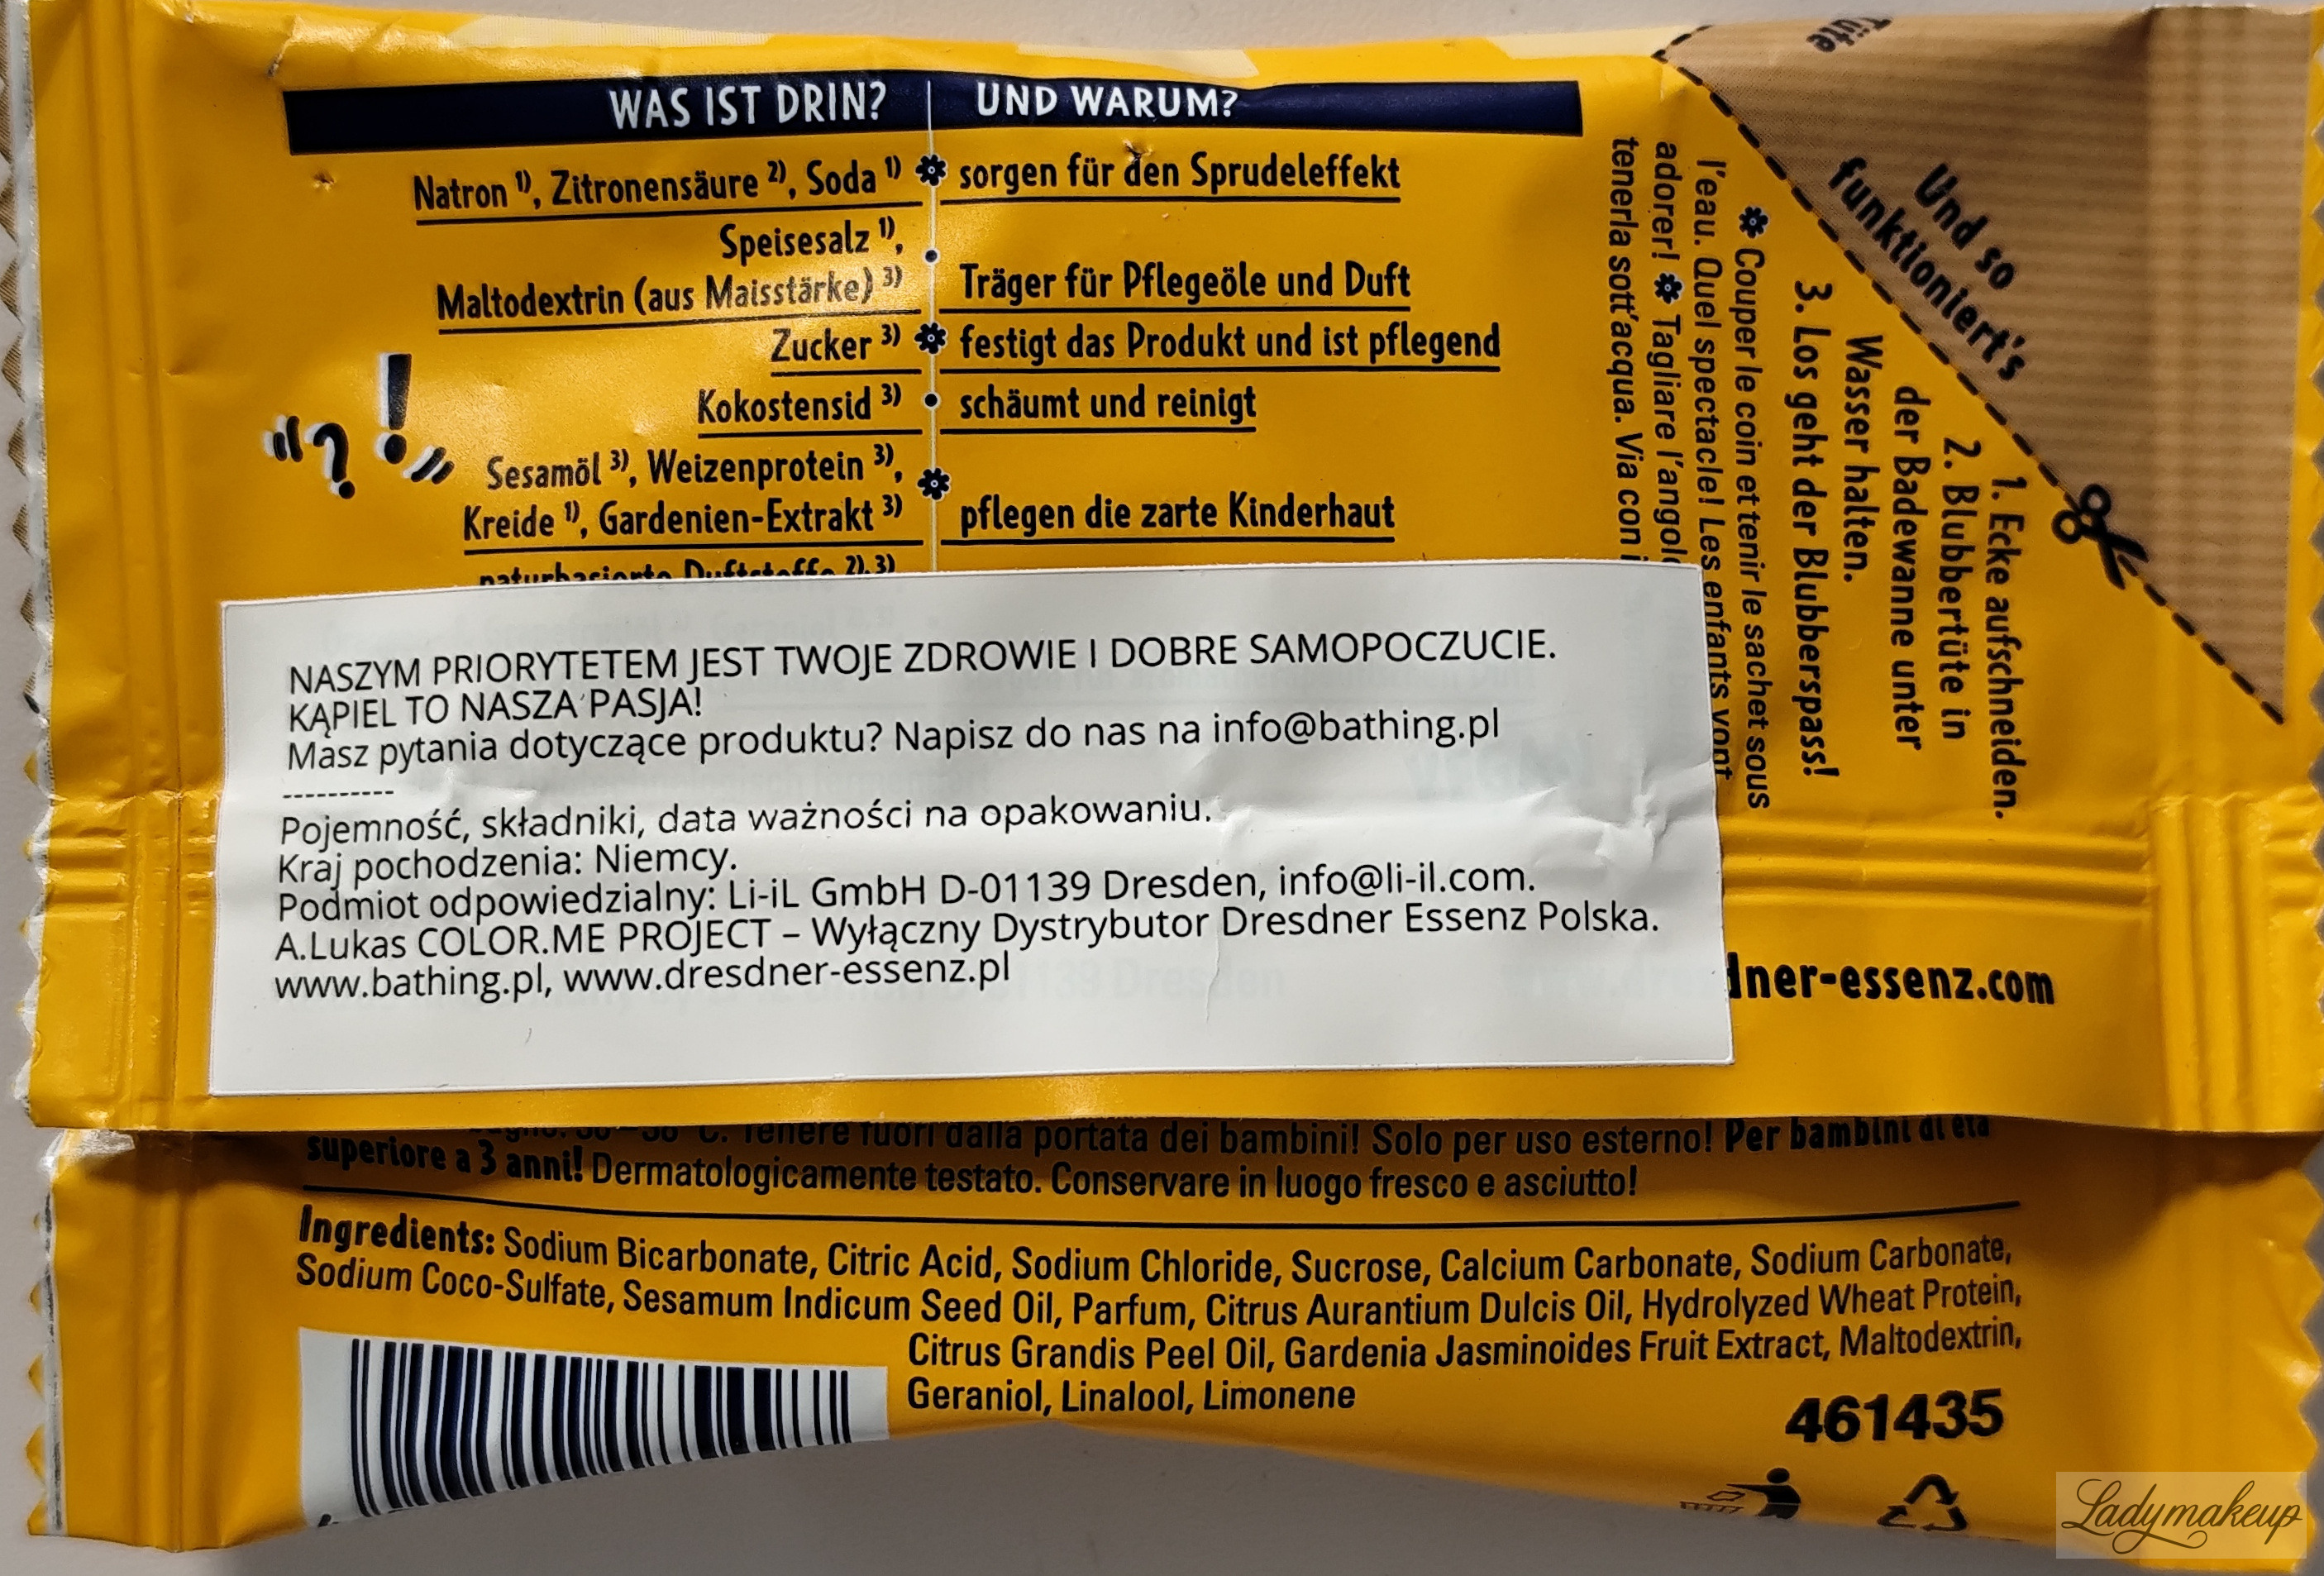 WAS IST DRIN? | UND WARUM?
Natron 1), Zitronensäure 2), Soda 1) sorgen für den Sprudeleffekt
Speisesalz 1),
Maltodextrin (aus Maisstärke) 3) Träger für Pflegeöle und Duft
Zucker 3) festigt das Produkt und ist pflegend
Kokostensid 3) schäumt und reinigt
Sesamöl 3), Weizenprotein 3),
Kreide 1), Gardenien-Extrakt 3) pflegen die zarte Kinderhaut
naturbasierte Duftstoffe 2), 3)
"?!"
Tüte
Und so
funktioniert's
1. Ecke aufschneiden.
2. Blubbertüte in
der Badewanne unter
Wasser halten.
3. Los geht der Blubberspass!
Couper le coin et tenir le sachet sous
l'eau. Quel spectacle! Les enfants vont
adorer! Tagliare l'angolo
tenerla sott'acqua. Via con i
NASZYM PRIORYTETEM JEST TWOJE ZDROWIE I DOBRE SAMOPOCZUCIE.
KĄPIEL TO NASZA PASJA!
Masz pytania dotyczące produktu? Napisz do nas na info@bathing.pl
----------
Pojemność, składniki, data ważności na opakowaniu.
Kraj pochodzenia: Niemcy.
Podmiot odpowiedzialny: Li-iL GmbH D-01139 Dresden, info@li-il.com.
A.Lukas COLOR.ME PROJECT – Wyłączny Dystrybutor Dresdner Essenz Polska.
www.bathing.pl, www.dresdner-essenz.pl
dner-essenz.com
C. Tenere fuori dalla portata dei bambini! Solo per uso esterno! Per bambini di età
superiore a 3 anni! Dermatologicamente testato. Conservare in luogo fresco e asciutto!
Ingredients: Sodium Bicarbonate, Citric Acid, Sodium Chloride, Sucrose, Calcium Carbonate, Sodium Carbonate,
Sodium Coco-Sulfate, Sesamum Indicum Seed Oil, Parfum, Citrus Aurantium Dulcis Oil, Hydrolyzed Wheat Protein,
Citrus Grandis Peel Oil, Gardenia Jasminoides Fruit Extract, Maltodextrin,
Geraniol, Linalool, Limonene
461435
Ladymakeup